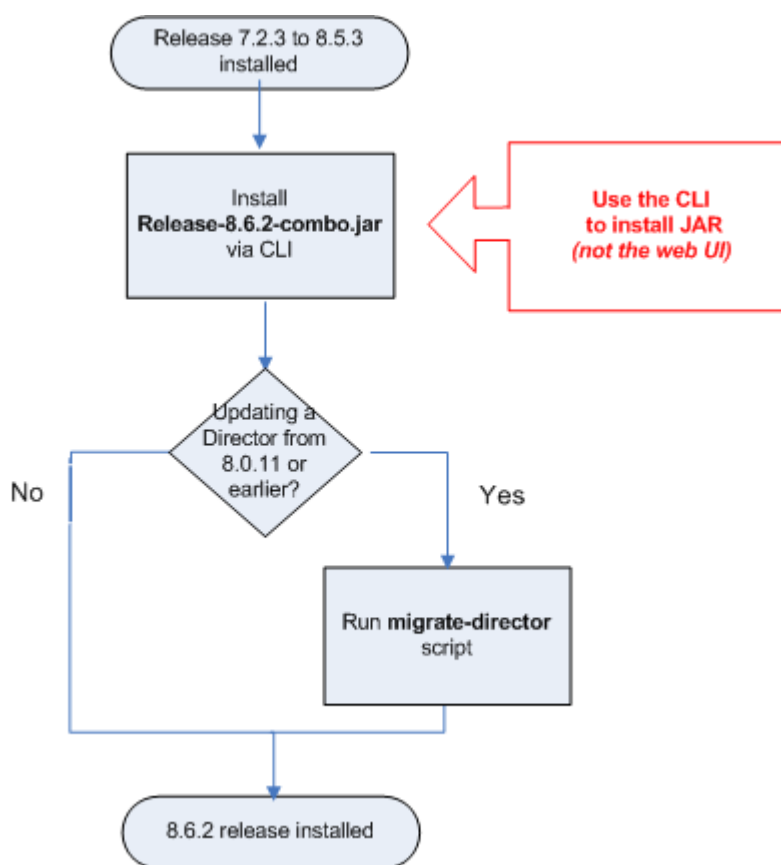 Release 7.2.3 to 8.5.3
installed
Install
Release-8.6.2-combo.jar
via CLI
Use the CLI
to install JAR
(not the web UI)
Updating a
Director from
8.0.11 or
earlier?
No
Yes
Run migrate-director
script
8.6.2 release installed